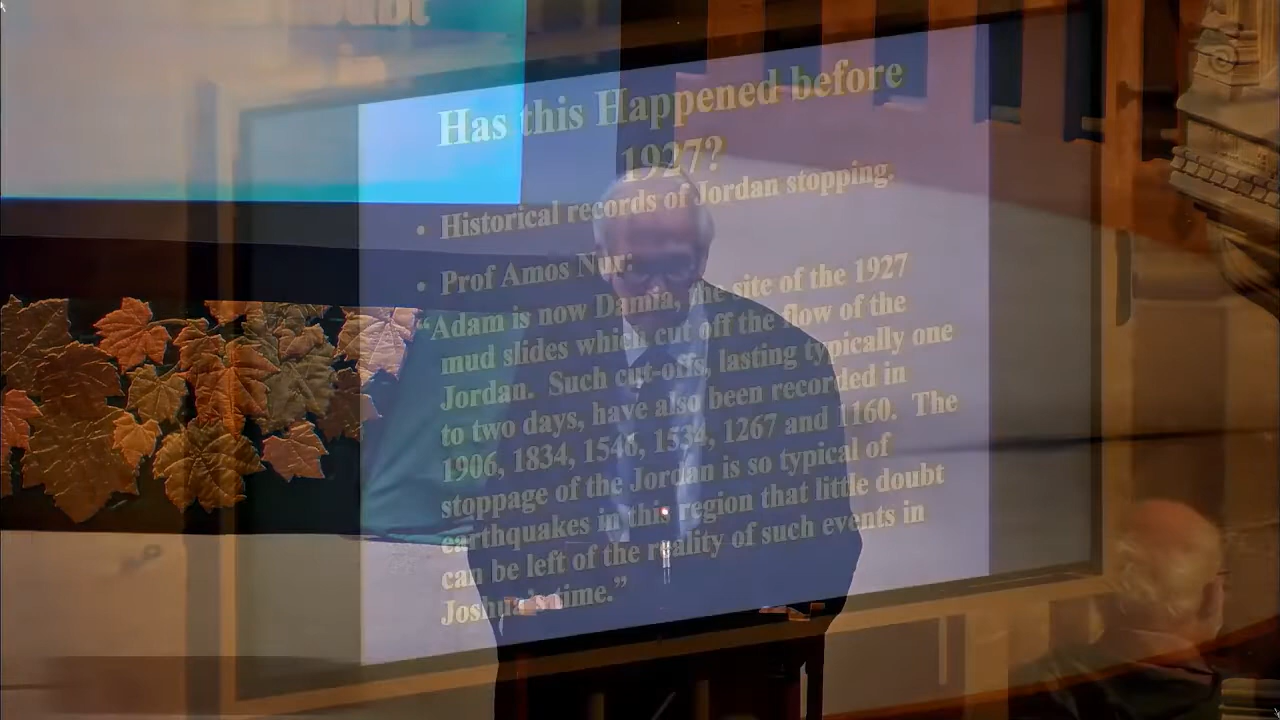 doubt
Has this Happened before
1927?
• Historical records of Jordan stopping.
• Prof Amos Nur:
“Adam is now Damia, the site of the 1927
mud slides which cut off the flow of the
Jordan. Such cut-offs, lasting typically one
to two days, have also been recorded in
1906, 1834, 1546, 1534, 1267 and 1160. The
stoppage of the Jordan is so typical of
earthquakes in this region that little doubt
can be left of the reality of such events in
Joshua's time.”